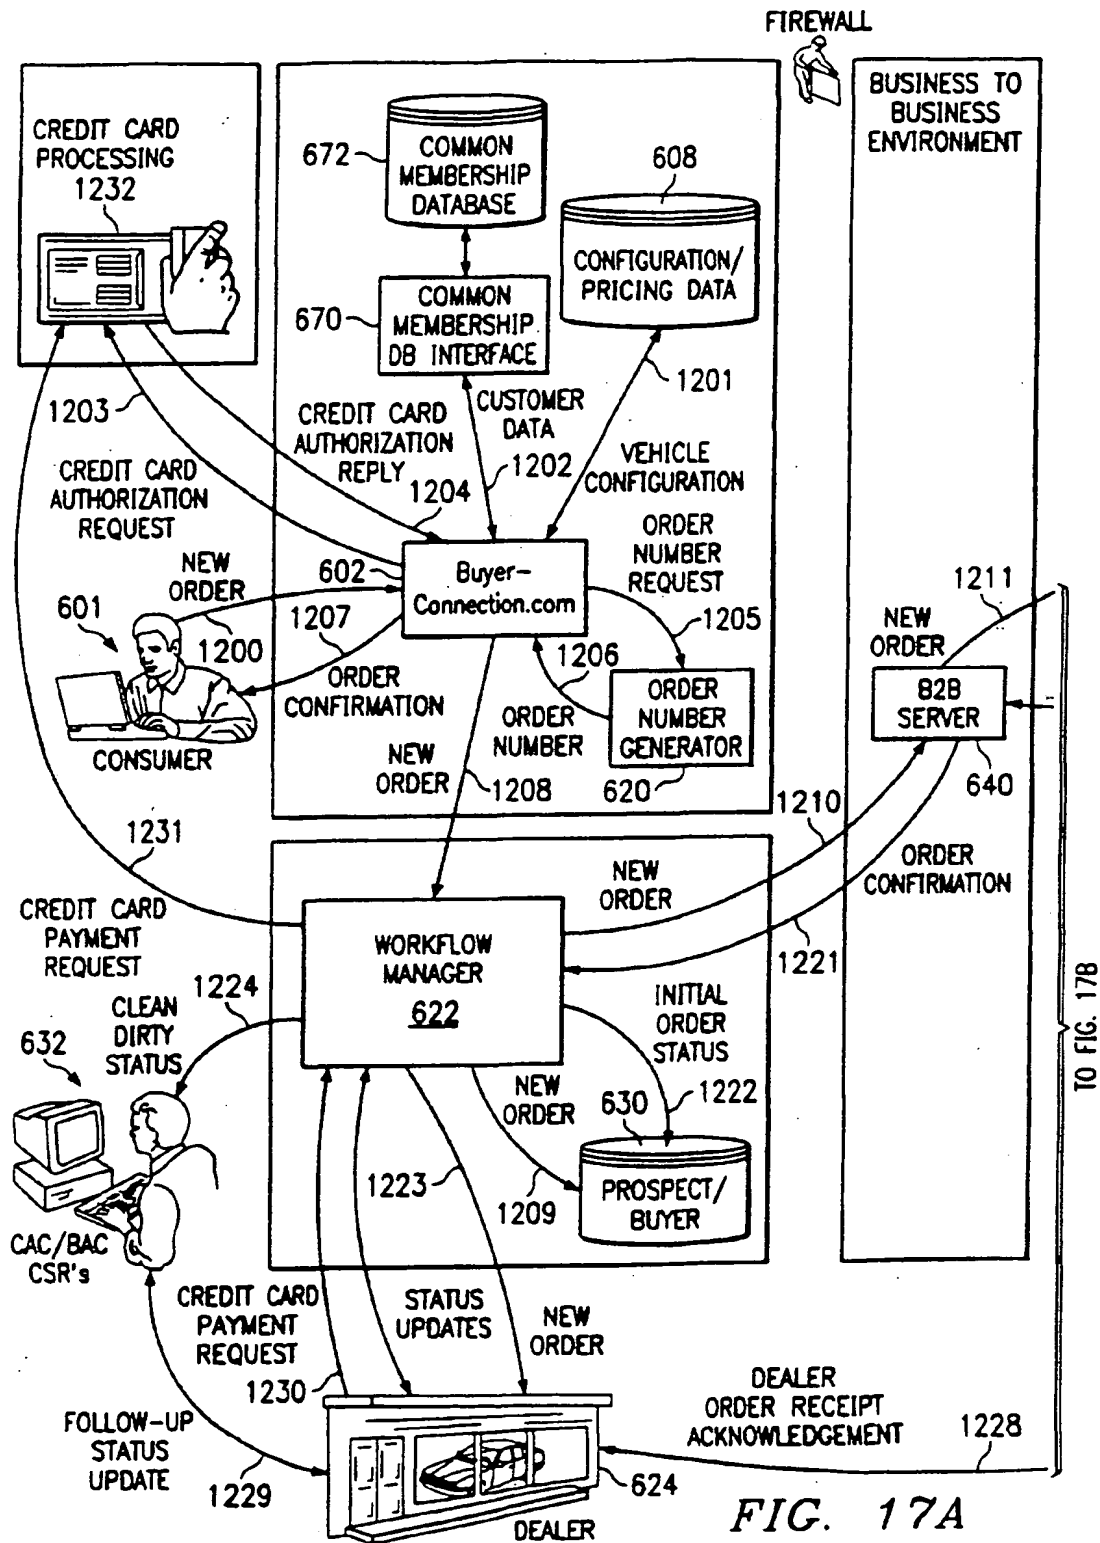 FIREWALL
CREDIT CARD
PROCESSING
1232
672
COMMON
MEMBERSHIP
DATABASE
608
CONFIGURATION/
PRICING DATA
BUSINESS TO
BUSINESS
ENVIRONMENT
670
COMMON
MEMBERSHIP
DB INTERFACE
1201
1203
CREDIT CARD
AUTHORIZATION
REPLY
1204
CUSTOMER
DATA
1202
VEHICLE
CONFIGURATION
CREDIT CARD
AUTHORIZATION
REQUEST
NEW
ORDER
602
Buyer-
Connection.com
ORDER
NUMBER
REQUEST
1205
601
1200
1207
ORDER
CONFIRMATION
CONSUMER
1206
ORDER
NUMBER
ORDER
NUMBER
GENERATOR
620
NEW
ORDER
1208
1211
NEW
ORDER
B2B
SERVER
640
1210
1231
NEW
ORDER
ORDER
CONFIRMATION
1221
CREDIT CARD
PAYMENT
REQUEST
WORKFLOW
MANAGER
622
1224
CLEAN
DIRTY
STATUS
632
INITIAL
ORDER
STATUS
1222
NEW
ORDER
630
PROSPECT/
BUYER
1223
1209
CAC/BAC
CSR's
CREDIT CARD
PAYMENT
REQUEST
1230
STATUS
UPDATES
NEW
ORDER
DEALER
ORDER RECEIPT
ACKNOWLEDGEMENT
1228
FOLLOW-UP
STATUS
UPDATE
1229
624
DEALER
TO FIG. 17B
FIG. 17A